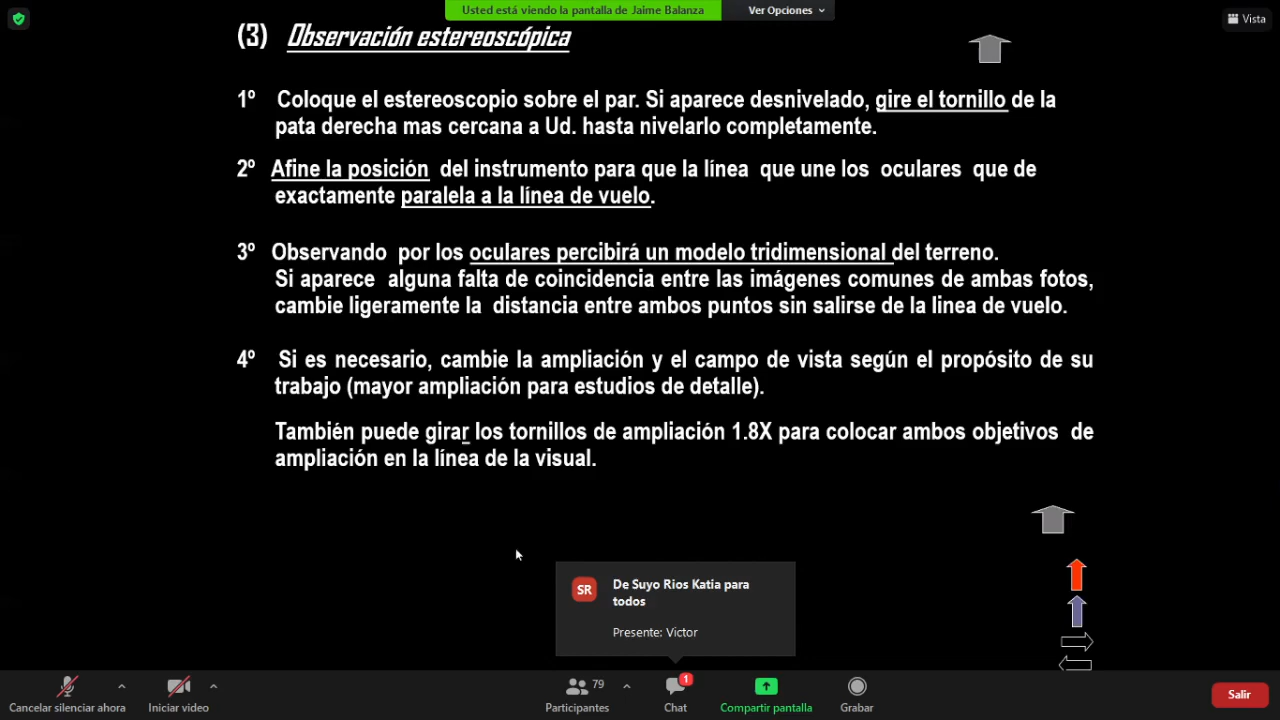 Usted está viendo la pantalla de Jaime Balanza
Ver Opciones
Vista
(3) Observación estereoscópica
1º Coloque el estereoscopio sobre el par. Si aparece desnivelado, gire el tornillo de la
pata derecha mas cercana a Ud. hasta nivelarlo completamente.
2º Afine la posición del instrumento para que la línea que une los oculares que de
exactamente paralela a la línea de vuelo.
3º Observando por los oculares percibirá un modelo tridimensional del terreno.
Si aparece alguna falta de coincidencia entre las imágenes comunes de ambas fotos,
cambie ligeramente la distancia entre ambos puntos sin salirse de la linea de vuelo.
4º Si es necesario, cambie la ampliación y el campo de vista según el propósito de su
trabajo (mayor ampliación para estudios de detalle).
También puede girar los tornillos de ampliación 1.8X para colocar ambos objetivos de
ampliación en la línea de la visual.
SR
De Suyo Rios Katia para
todos
Presente: Victor
Cancelar silenciar ahora
Iniciar video
79
Participantes
1
Chat
Compartir pantalla
Grabar
Salir